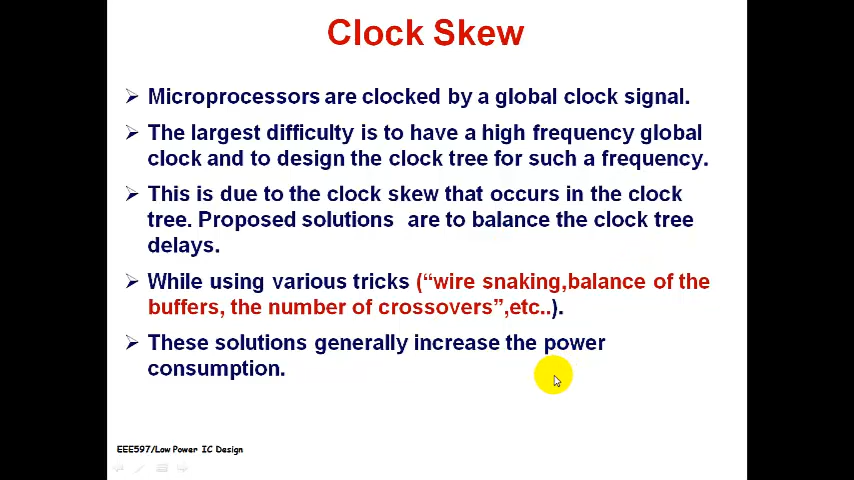 Clock Skew
Microprocessors are clocked by a global clock signal.
The largest difficulty is to have a high frequency global
clock and to design the clock tree for such a frequency.
This is due to the clock skew that occurs in the clock
tree. Proposed solutions are to balance the clock tree
delays.
While using various tricks (“wire snaking,balance of the
buffers, the number of crossovers”,etc..).
These solutions generally increase the power
consumption.
EEE597/Low Power IC Design